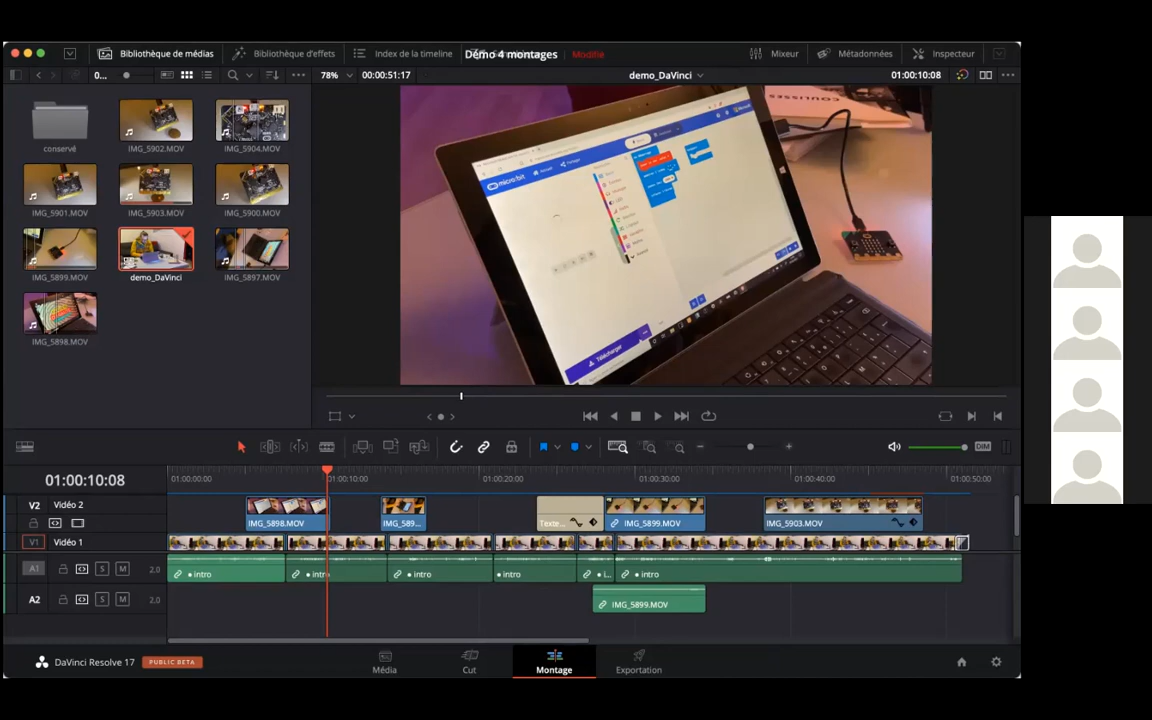 Bibliothèque de médias
Bibliothèque d'effets
Index de la timeline
Démo 4 montages
Modifié
Mixeur
Métadonnées
Inspecteur
0...
78%
00:00:51:17
demo_DaVinci
01:00:10:08
conservé
IMG_5902.MOV
IMG_5904.MOV
IMG_5901.MOV
IMG_5903.MOV
IMG_5900.MOV
IMG_5899.MOV
demo_DaVinci
IMG_5897.MOV
IMG_5898.MOV
COULISSES
micro:bit
Microsoft
Télécharger
DIM
01:00:10:08
01:00:00:00
01:00:10:00
01:00:20:00
01:00:30:00
01:00:40:00
01:00:50:00
V2 Vidéo 2
IMG_5898.MOV
IMG_589...
Texte...
IMG_5899.MOV
IMG_5903.MOV
V1 Vidéo 1
A1 S M 2.0
• intro
• intro
• intro
• intro
• i...
• intro
A2 S M 2.0
IMG_5899.MOV
DaVinci Resolve 17
PUBLIC BETA
Média
Cut
Montage
Exportation